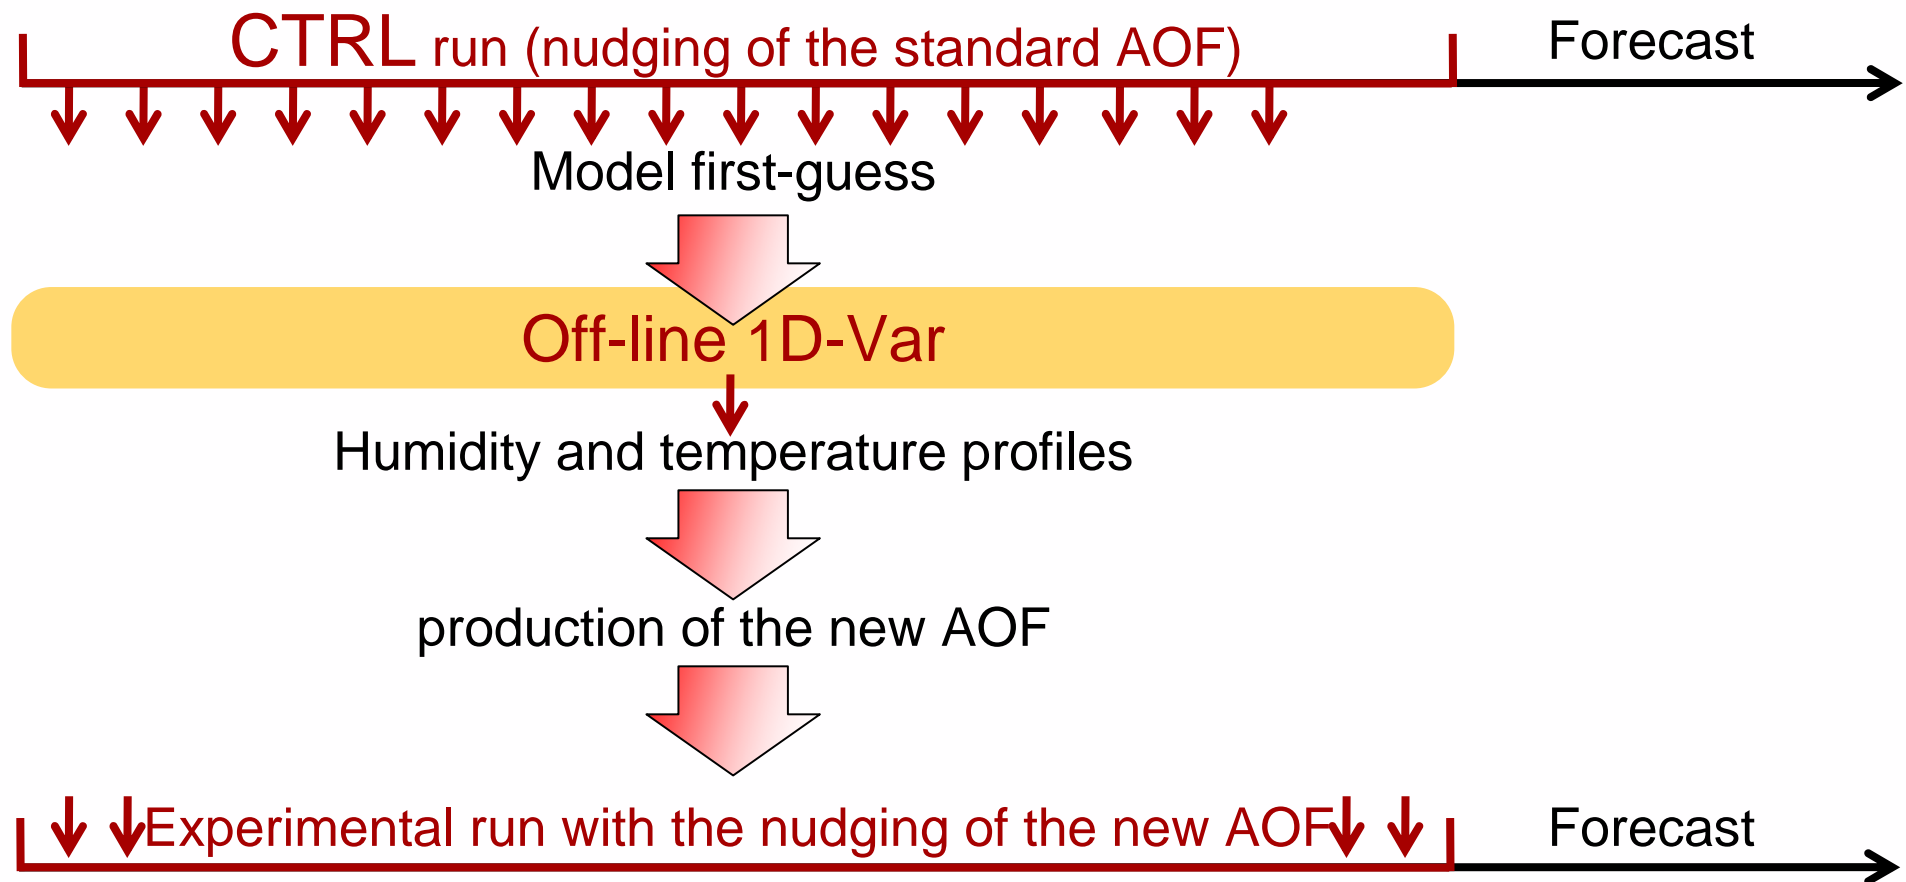 CTRL run (nudging of the standard AOF)
Forecast
Model first-guess
Off-line 1D-Var
Humidity and temperature profiles
production of the new AOF
Experimental run with the nudging of the new AOF
Forecast